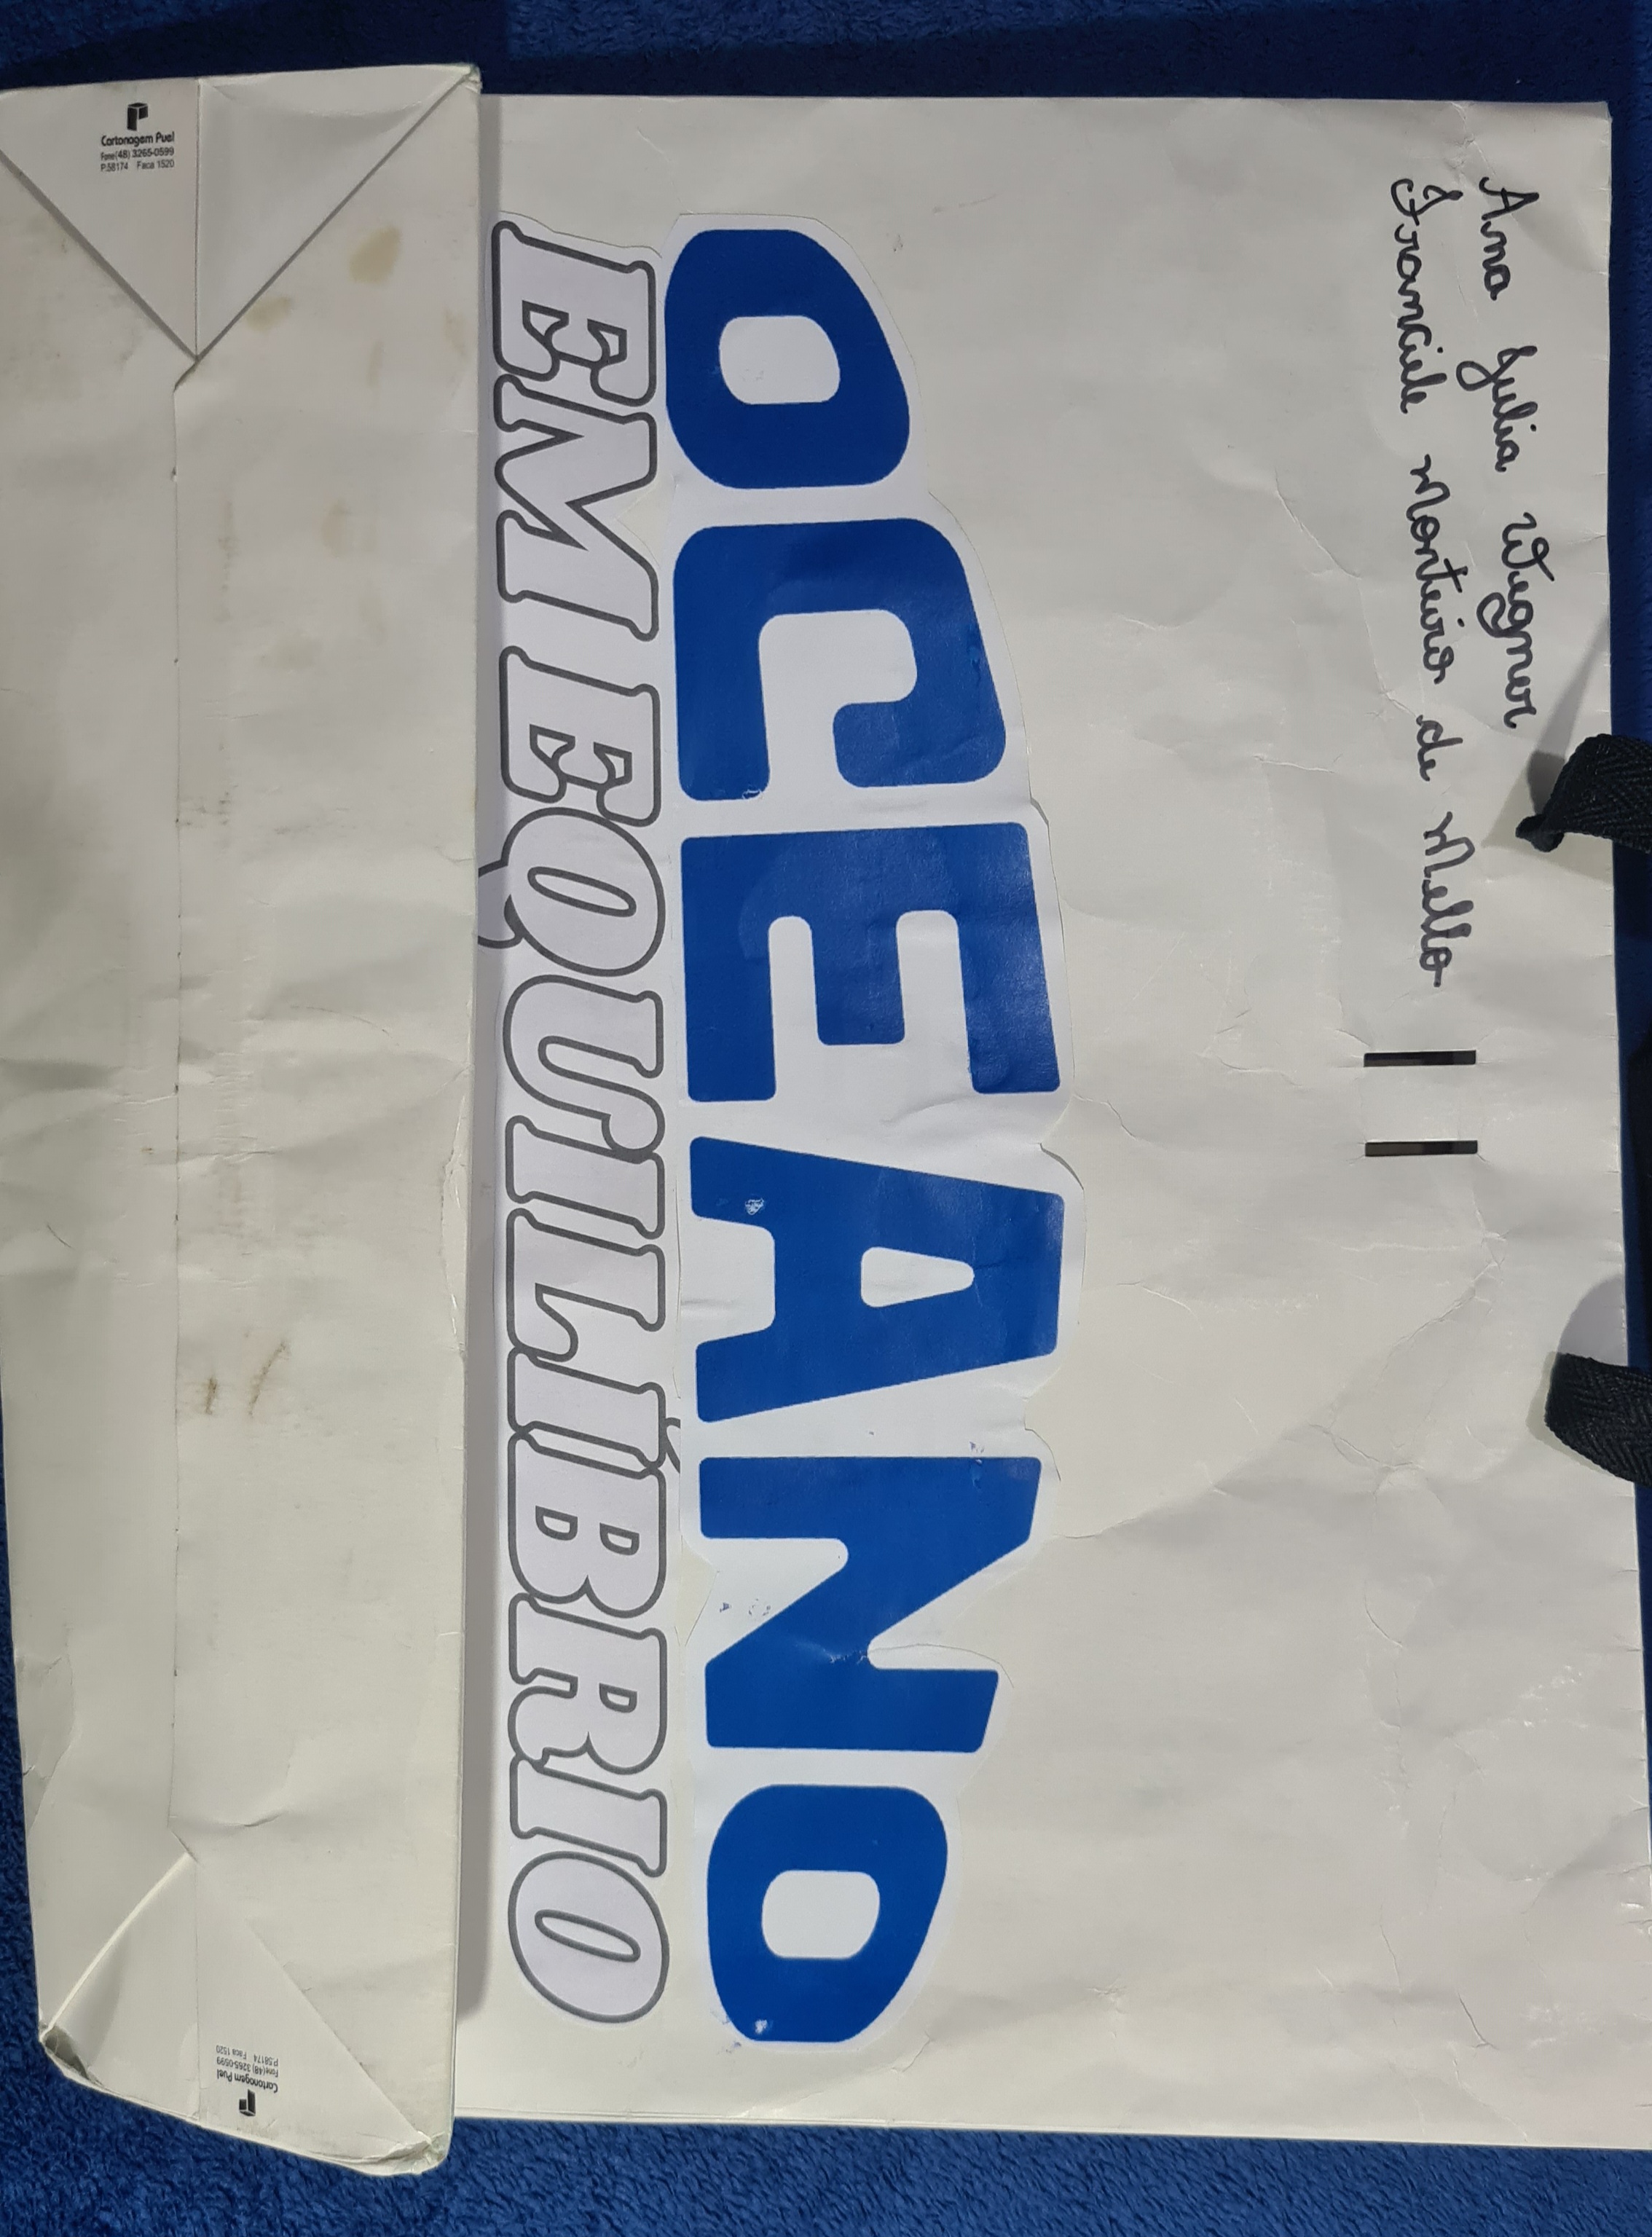 Ana Julia Wegner
Franciele Monteiro de Mello
OCEANO
EM EQUILÍBRIO
Cartonagem Puel
Fone(48) 3265-0599
P.58174 Faca 1520
Cartonagem Puel
Fone(48) 3265-0599
P.58174 Faca 1520